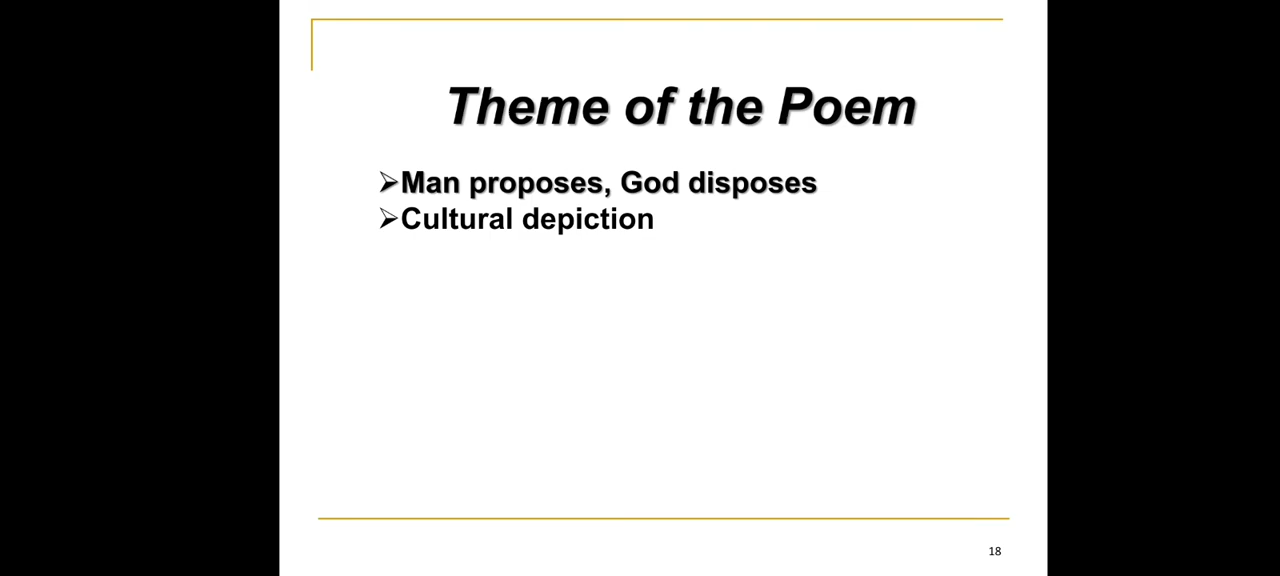 Theme of the Poem
➢Man proposes, God disposes
➢Cultural depiction
18